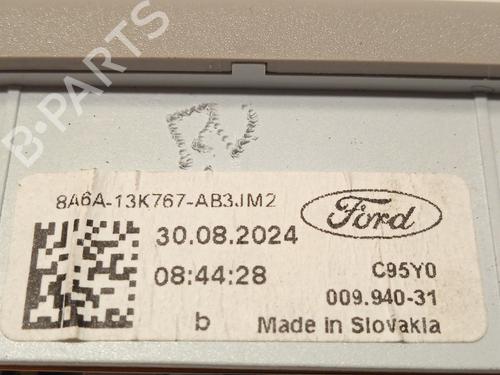 B-PARTS
8A6A-13K767-AB3JM2
Ford
30.08.2024
08:44:28
C95Y0
009.940-31
b
Made in Slovakia